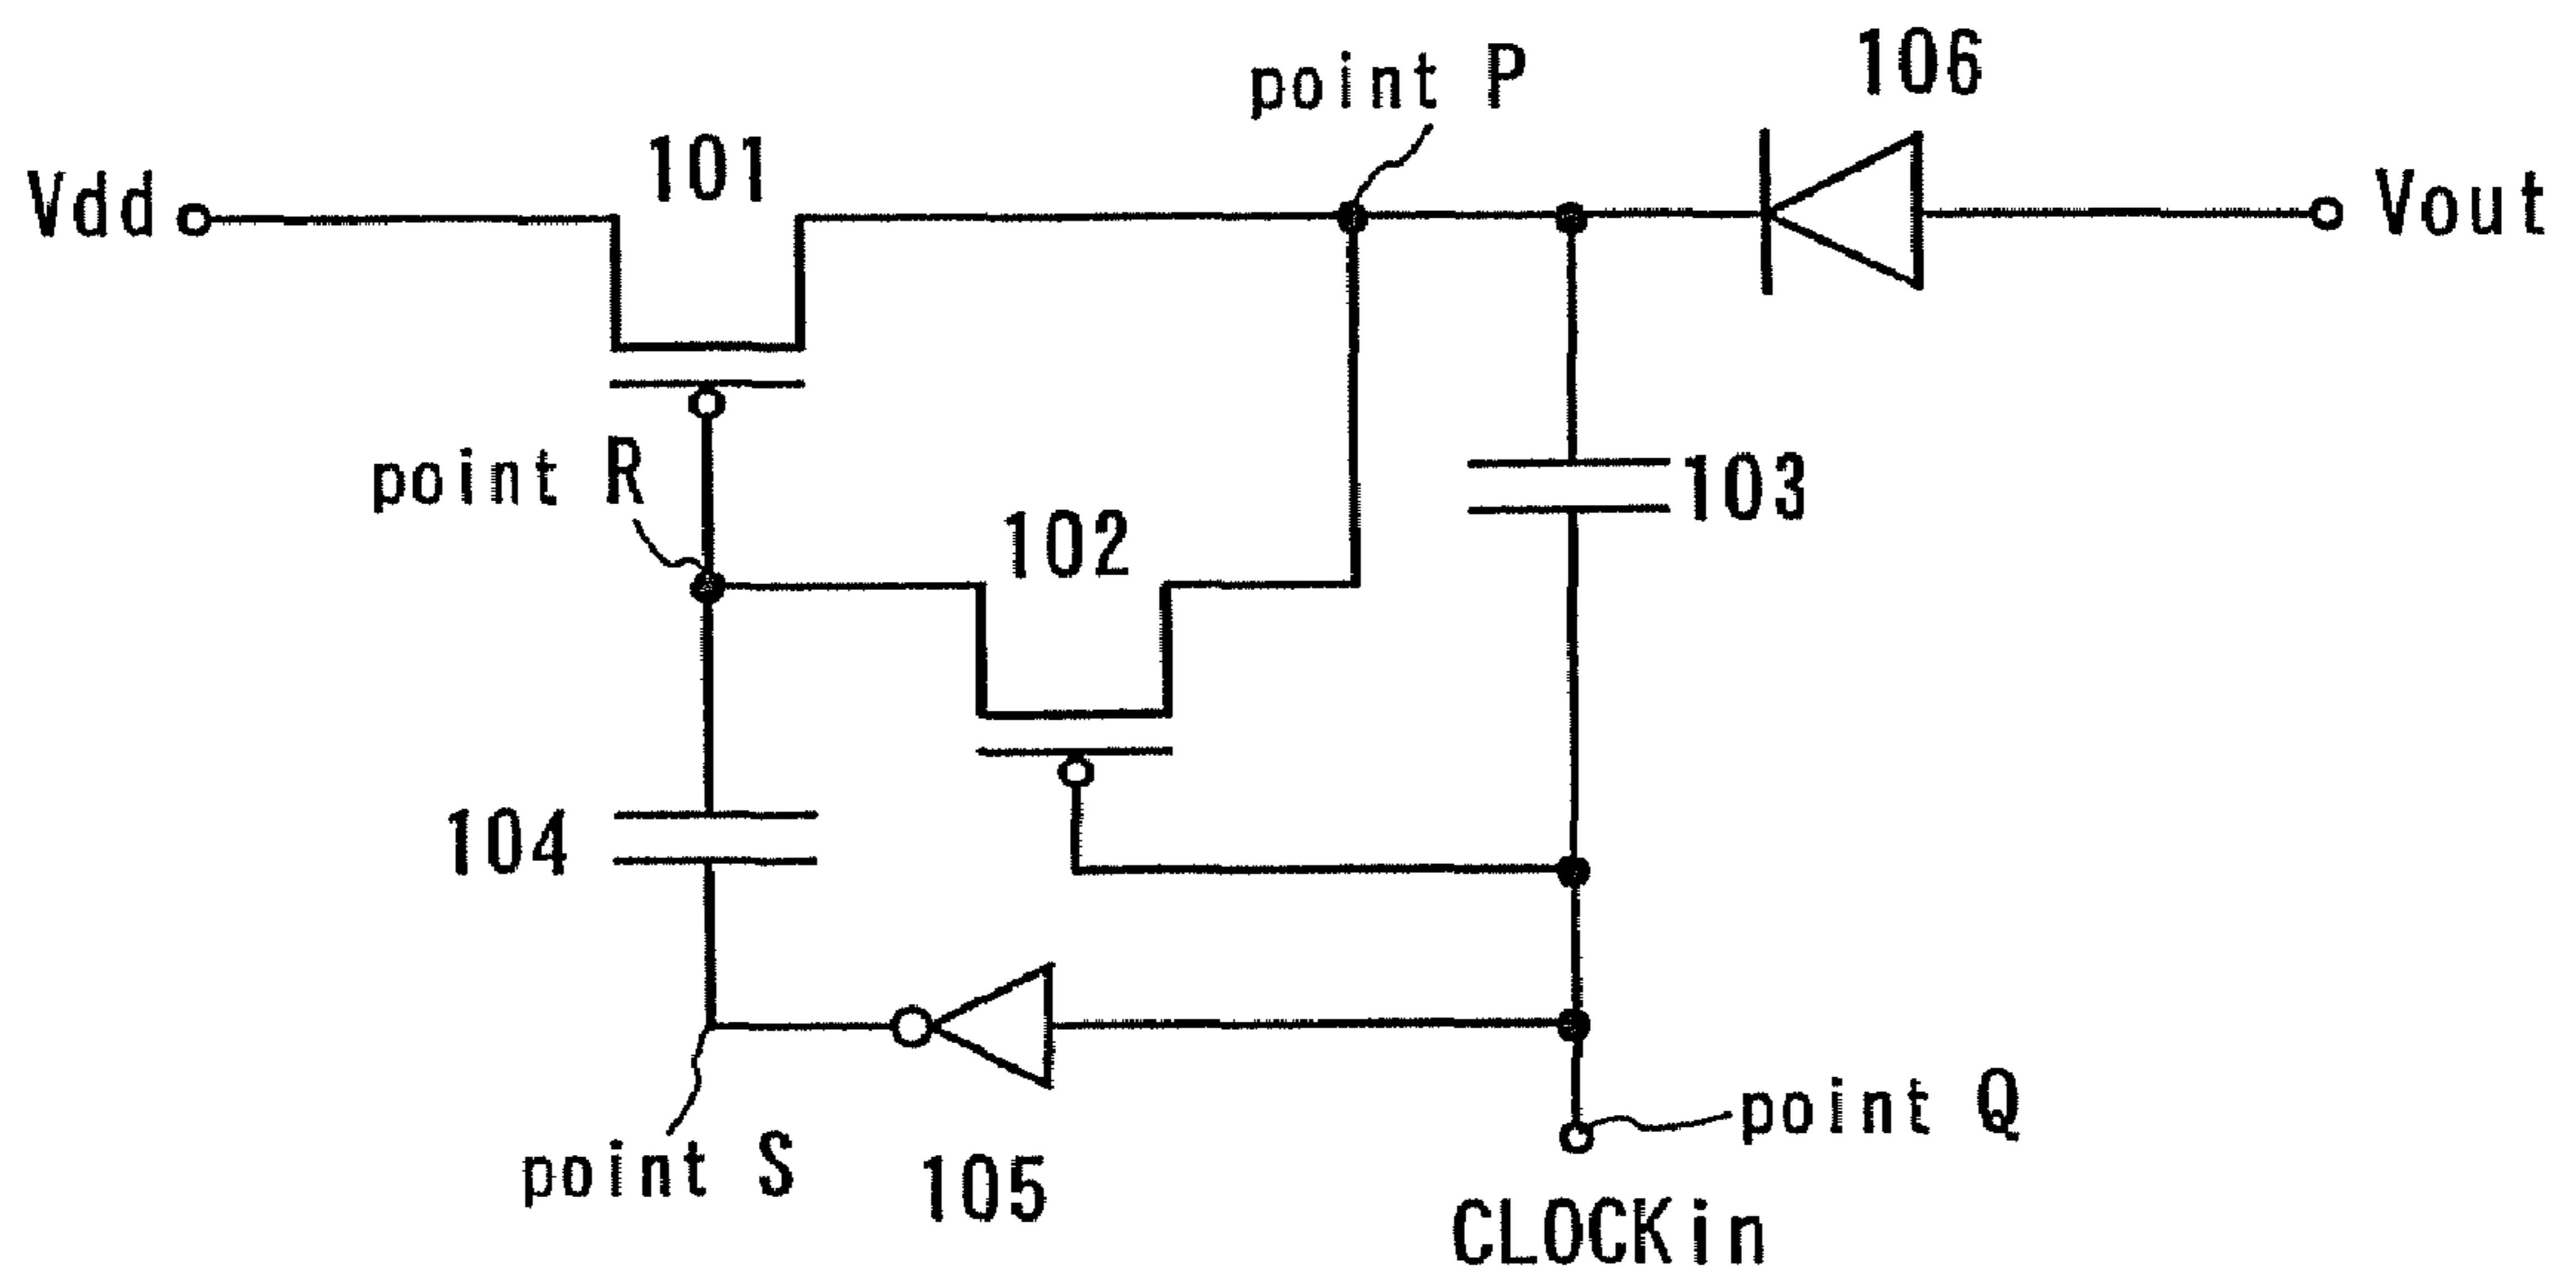 point P
106
Vdd
101
Vout
point R
102
103
104
point S
105
point Q
CLOCKin